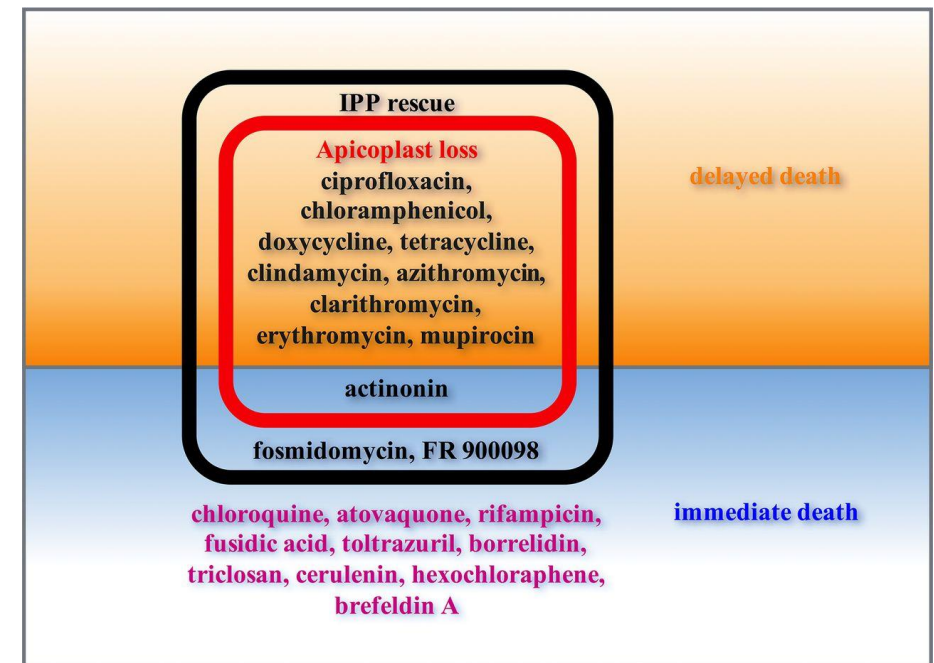 IPP rescue
Apicoplast loss
ciprofloxacin,
chloramphenicol,
doxycycline, tetracycline,
clindamycin, azithromycin,
clarithromycin,
erythromycin, mupirocin
delayed death
actinonin
fosmidomycin, FR 900098
chloroquine, atovaquone, rifampicin,
fusidic acid, toltrazuril, borrelidin,
triclosan, cerulenin, hexochloraphene,
brefeldin A
immediate death